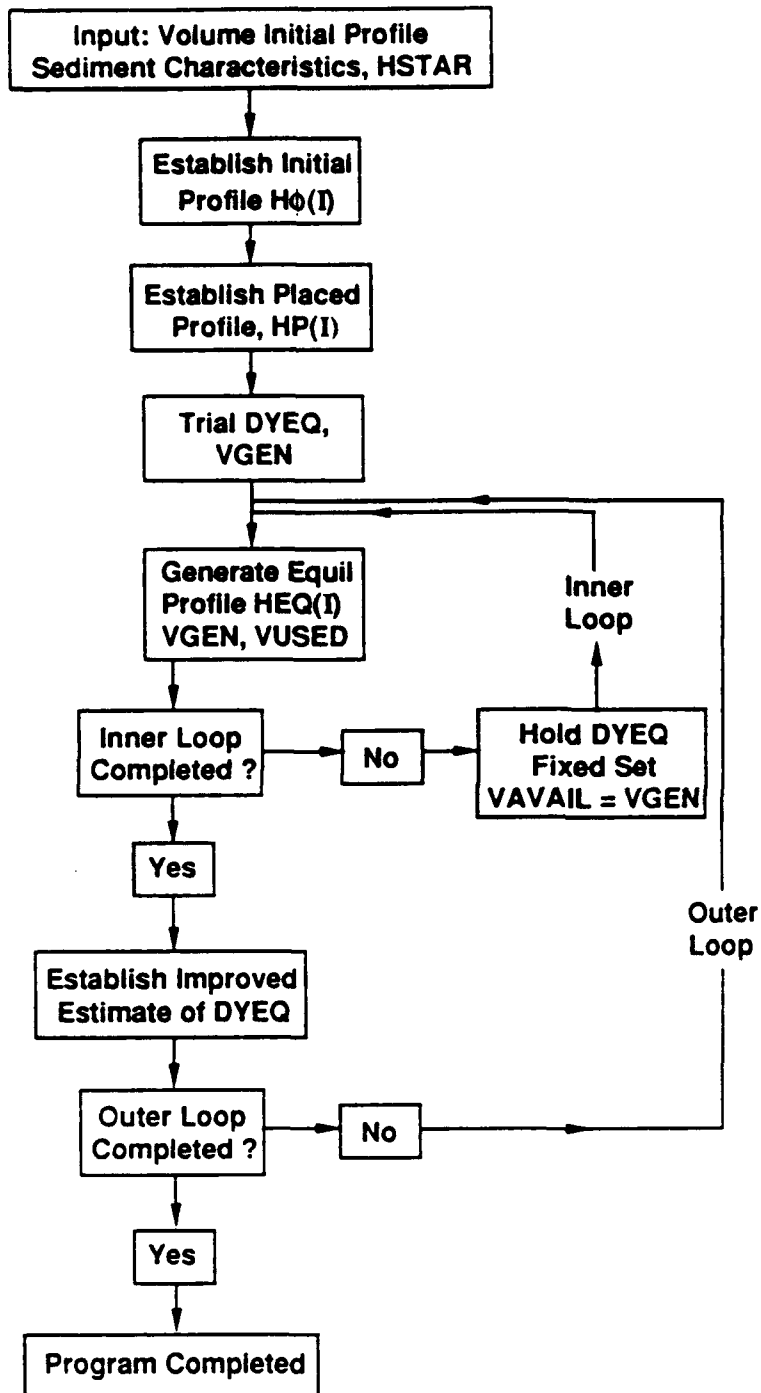 Input: Volume Initial Profile
Sediment Characteristics, HSTAR
Establish Initial
Profile Hϕ(I)
Establish Placed
Profile, HP(I)
Trial DYEQ,
VGEN
Generate Equil
Profile HEQ(I)
VGEN, VUSED
Inner
Loop
Inner Loop
Completed ?
No
Hold DYEQ
Fixed Set
VAVAIL = VGEN
Yes
Outer
Loop
Establish Improved
Estimate of DYEQ
Outer Loop
Completed ?
No
Yes
Program Completed